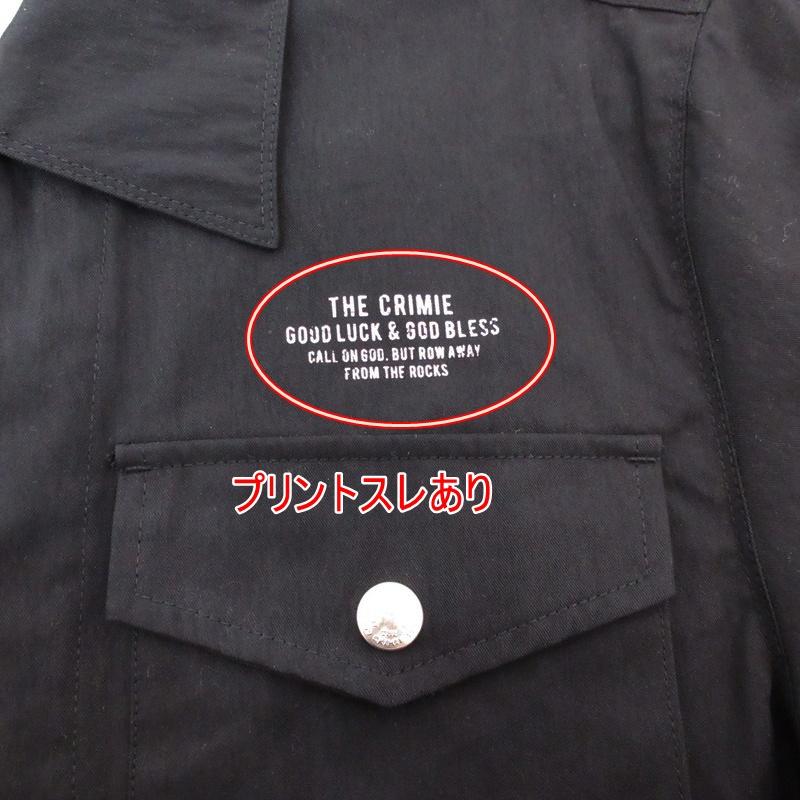 THE CRIMIE
GOOD LUCK & GOD BLESS
CALL ON GOD. BUT ROW AWAY
FROM THE ROCKS
プリントスレあり